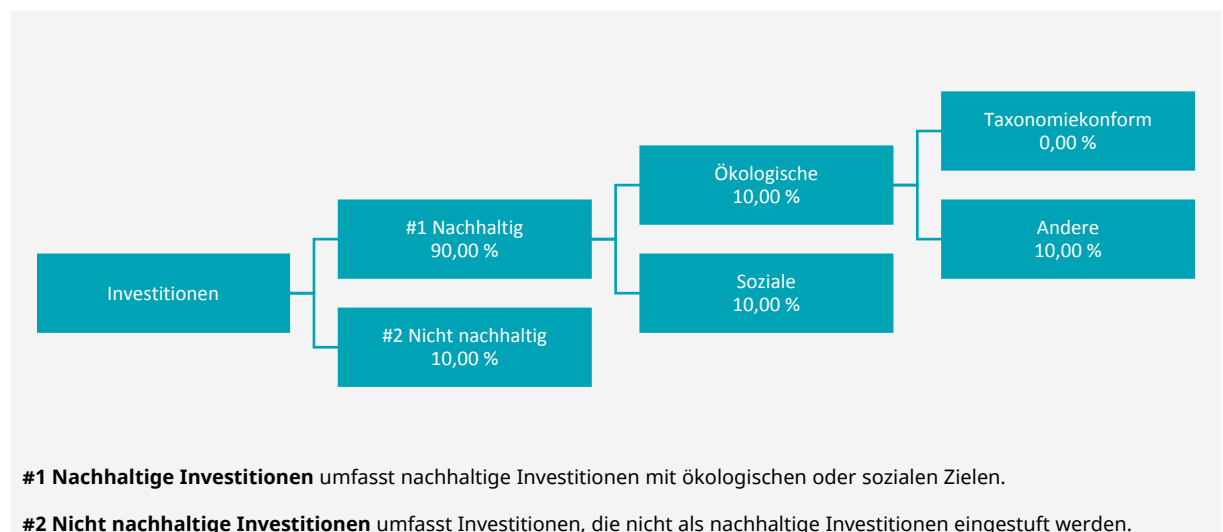 Investitionen
#1 Nachhaltig
90,00 %
#2 Nicht nachhaltig
10,00 %
Ökologische
10,00 %
Soziale
10,00 %
Taxonomiekonform
0,00 %
Andere
10,00 %
#1 Nachhaltige Investitionen umfasst nachhaltige Investitionen mit ökologischen oder sozialen Zielen.
#2 Nicht nachhaltige Investitionen umfasst Investitionen, die nicht als nachhaltige Investitionen eingestuft werden.